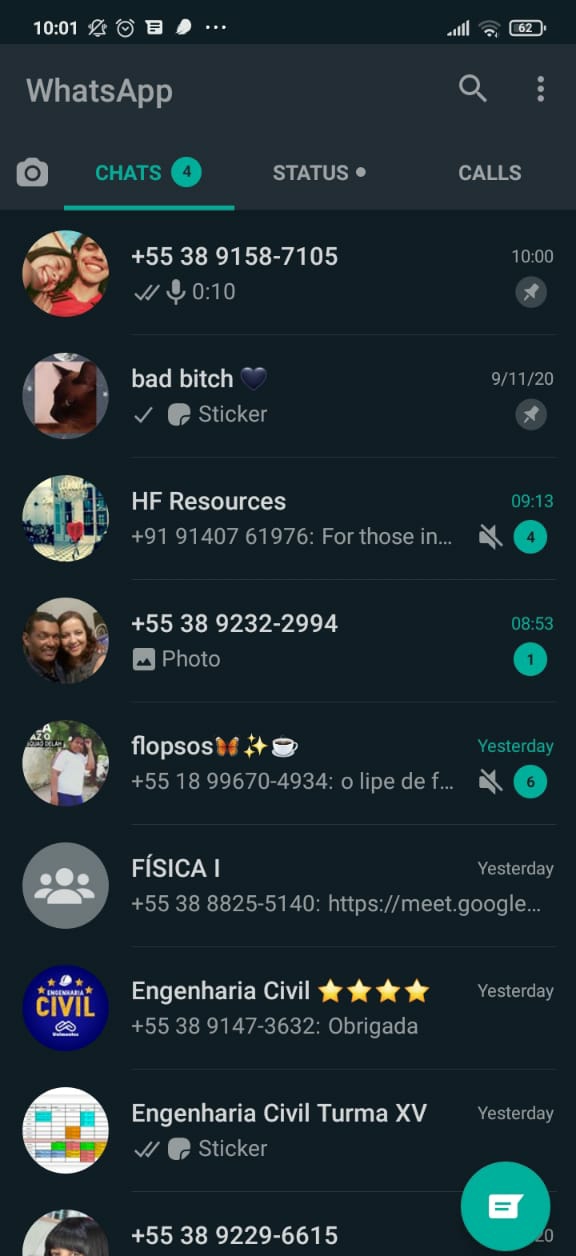 10:01
62
WhatsApp
CHATS 4
STATUS
CALLS
+55 38 9158-7105
10:00
0:10
bad bitch 🖤
9/11/20
Sticker
HF Resources
09:13
+91 91407 61976: For those in...
4
+55 38 9232-2994
08:53
Photo
1
flopsos🦋✨☕
Yesterday
+55 18 99670-4934: o lipe de f...
6
FÍSICA I
Yesterday
+55 38 8825-5140: https://meet.google...
ENGENHARIA
CIVIL
Unimontes
Engenharia Civil ⭐⭐⭐⭐
Yesterday
+55 38 9147-3632: Obrigada
Engenharia Civil Turma XV
Yesterday
Sticker
+55 38 9229-6615
20